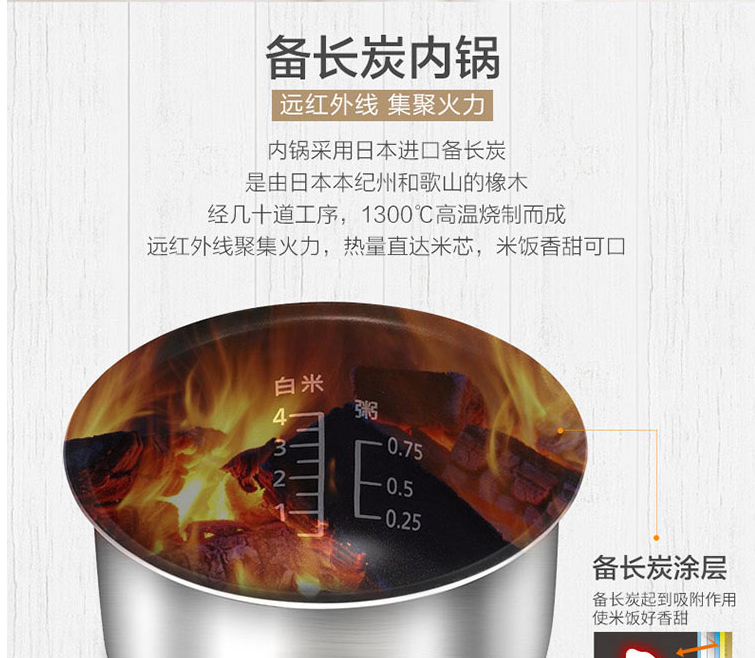 备长炭内锅
远红外线 集聚火力
内锅采用日本进口备长炭
是由日本本纪州和歌山的橡木
经几十道工序，1300℃高温烧制而成
远红外线聚集火力，热量直达米芯，米饭香甜可口
白米
粥
4
3
2
1
0.75
0.5
0.25
备长炭涂层
备长炭起到吸附作用
使米饭好香甜